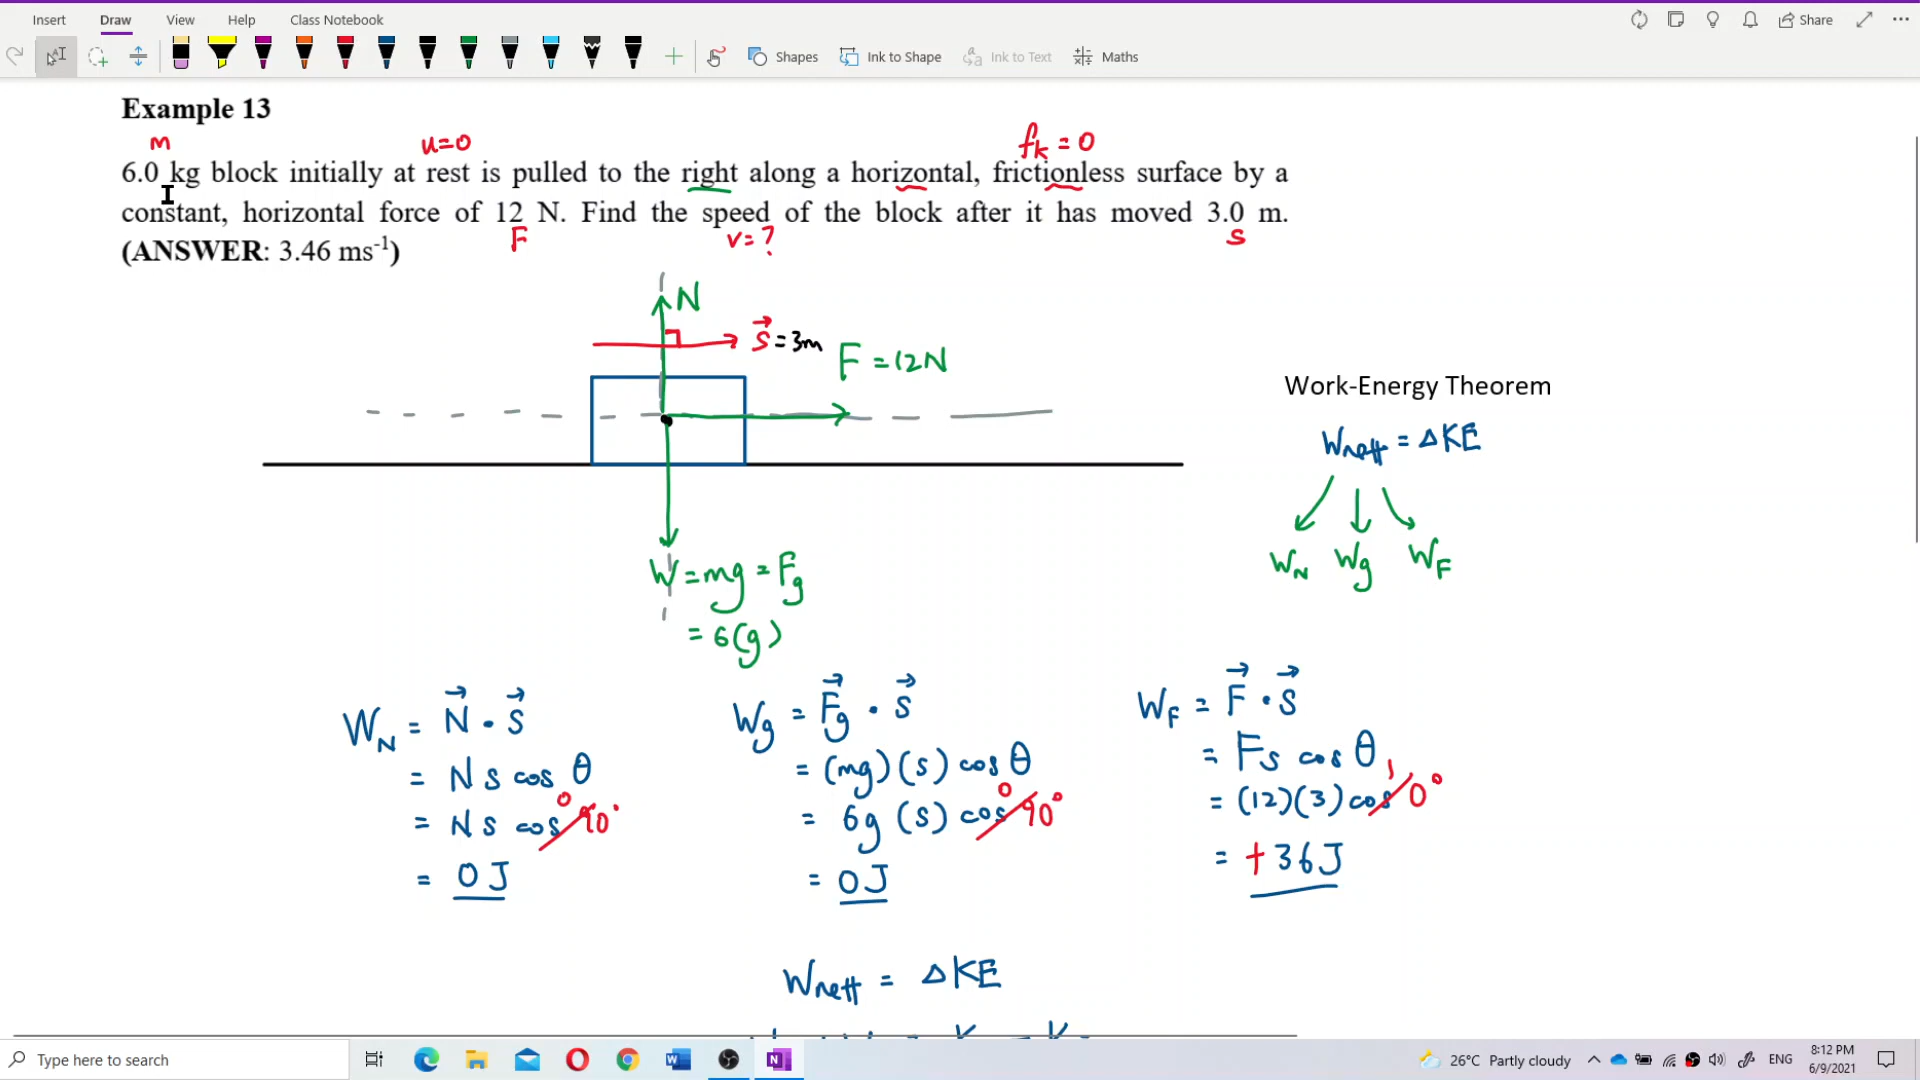 Insert Draw View Help Class Notebook Share
Shapes Ink to Shape Ink to Text Maths
Example 13
m u=0 fk = 0
6.0 kg block initially at rest is pulled to the right along a horizontal, frictionless surface by a
constant, horizontal force of 12 N. Find the speed of the block after it has moved 3.0 m.
F v=? s
(ANSWER: 3.46 ms⁻¹)
N
s⃗ = 3m
F = 12N
Work-Energy Theorem
Wnett = ΔKE
WN Wg WF
W = mg = Fg
= 6(g)
WN = N⃗ • s⃗
= N s cos θ
= N s cos 90° 0
= 0 J
Wg = F⃗g • s⃗
= (mg)(s) cos θ
= 6g (s) cos 90° 0
= 0J
WF = F⃗ • s⃗
= Fs cos θ
= (12)(3) cos 0° 1
= +36J
Wnett = ΔKE
Type here to search
26°C Partly cloudy ENG
8:12 PM
6/9/2021